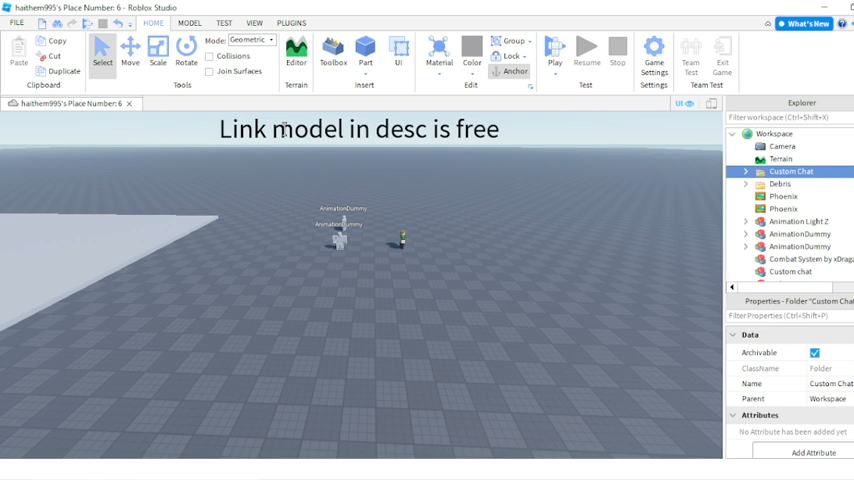 haithem995's Place Number: 6 - Roblox Studio
FILE HOME MODEL TEST VIEW PLUGINS What's New
Paste Copy Cut Duplicate Clipboard
Select Move Scale Rotate Mode: Geometric Collisions Join Surfaces Tools
Editor Terrain
Toolbox Part UI Insert
Material Color Group Lock Anchor Edit
Play Resume Stop Test
Game Settings Settings
Team Test Exit Game Team Test
haithem995's Place Number: 6
UI
Link model in desc is free
AnimationDummy
AnimationDummy
Explorer
Filter workspace (Ctrl+Shift+X)
Workspace
Camera
Terrain
Custom Chat
Debris
Phoenix
Phoenix
Animation Light Z
AnimationDummy
AnimationDummy
Combat System by xDraga
Custom chat
Properties - Folder "Custom Chat
Filter Properties (Ctrl+Shift+P)
Data
Archivable
ClassName Folder
Name Custom Chat
Parent Workspace
Attributes
No Attribute has been added yet
Add Attribute